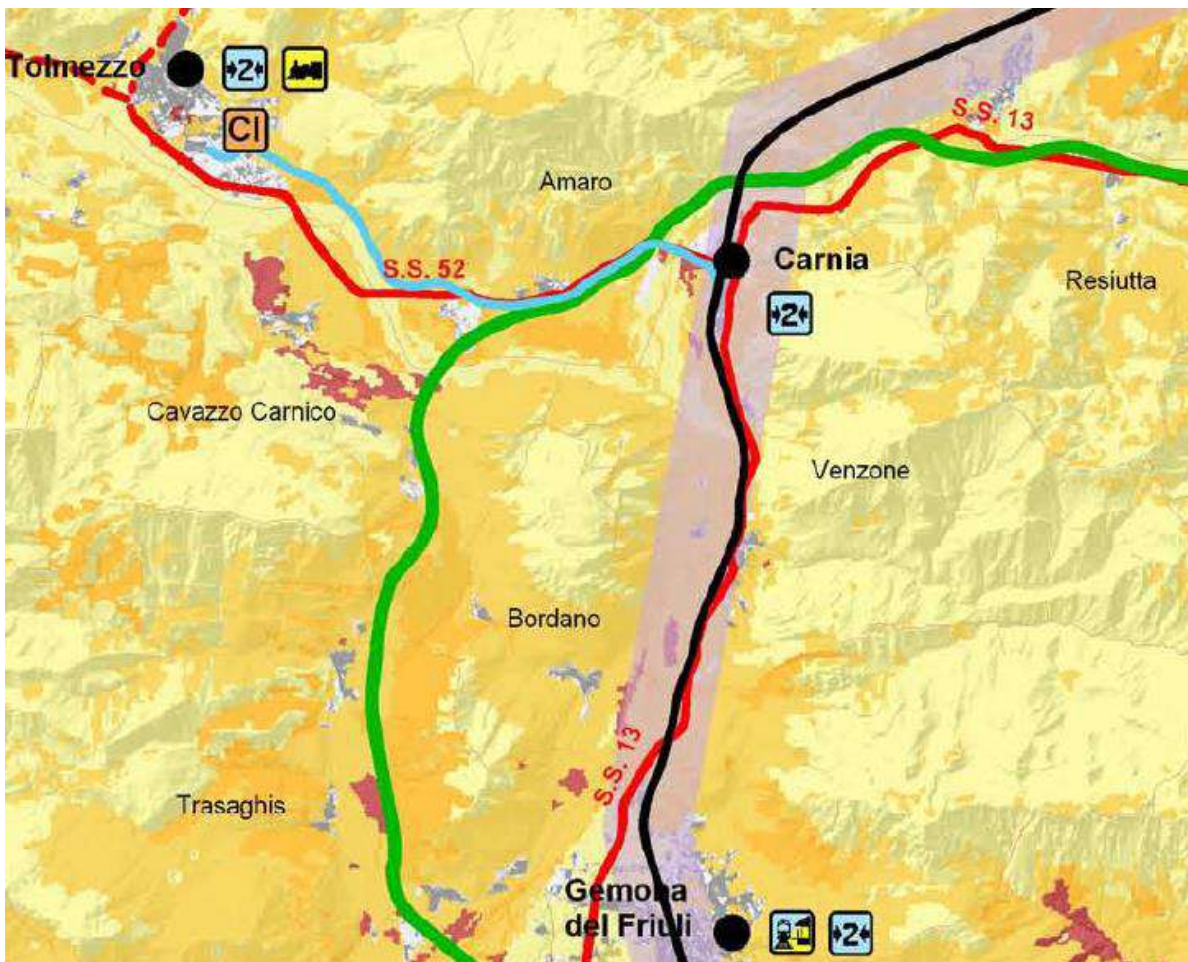 Tolmezzo
2
CI
S.S. 13
Amaro
S.S. 52
Carnia
Resiutta
2
Cavazzo Carnico
Venzone
Bordano
S.S. 13
Trasaghis
Gemona
del Friuli
2